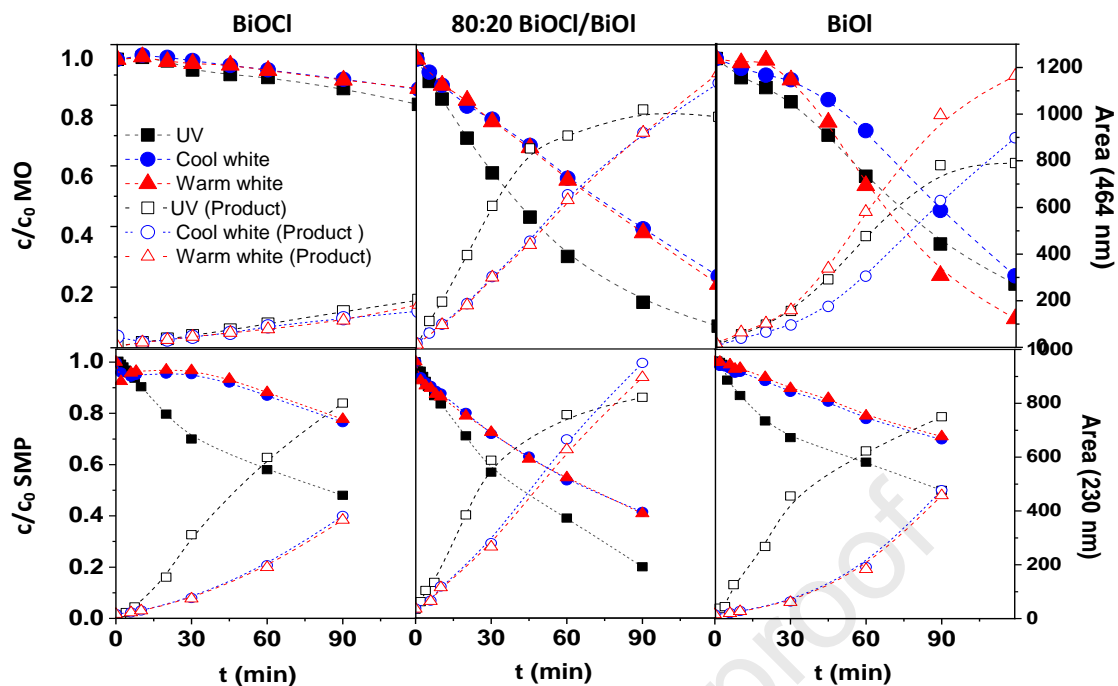 BiOCl 80:20 BiOCl/BiOl BiOl
1.0
0.8
0.6
0.4
0.2
c/c₀ MO
UV
Cool white
Warm white
UV (Product)
Cool white (Product )
Warm white (Product)
1200
1000
800
600
400
200
0
Area (464 nm)
1.0
0.8
0.6
0.4
0.2
0.0
c/c₀ SMP
1000
800
600
400
200
0
Area (230 nm)
0 30 60 90 0 30 60 90 0 30 60 90
t (min) t (min) t (min)
proof